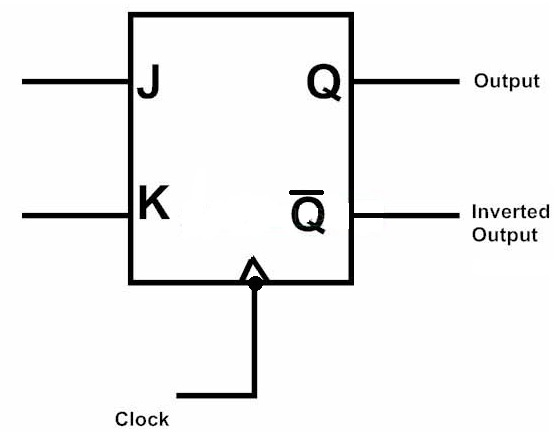 J
Q
Output
K
Q̅
Inverted
Output
Clock